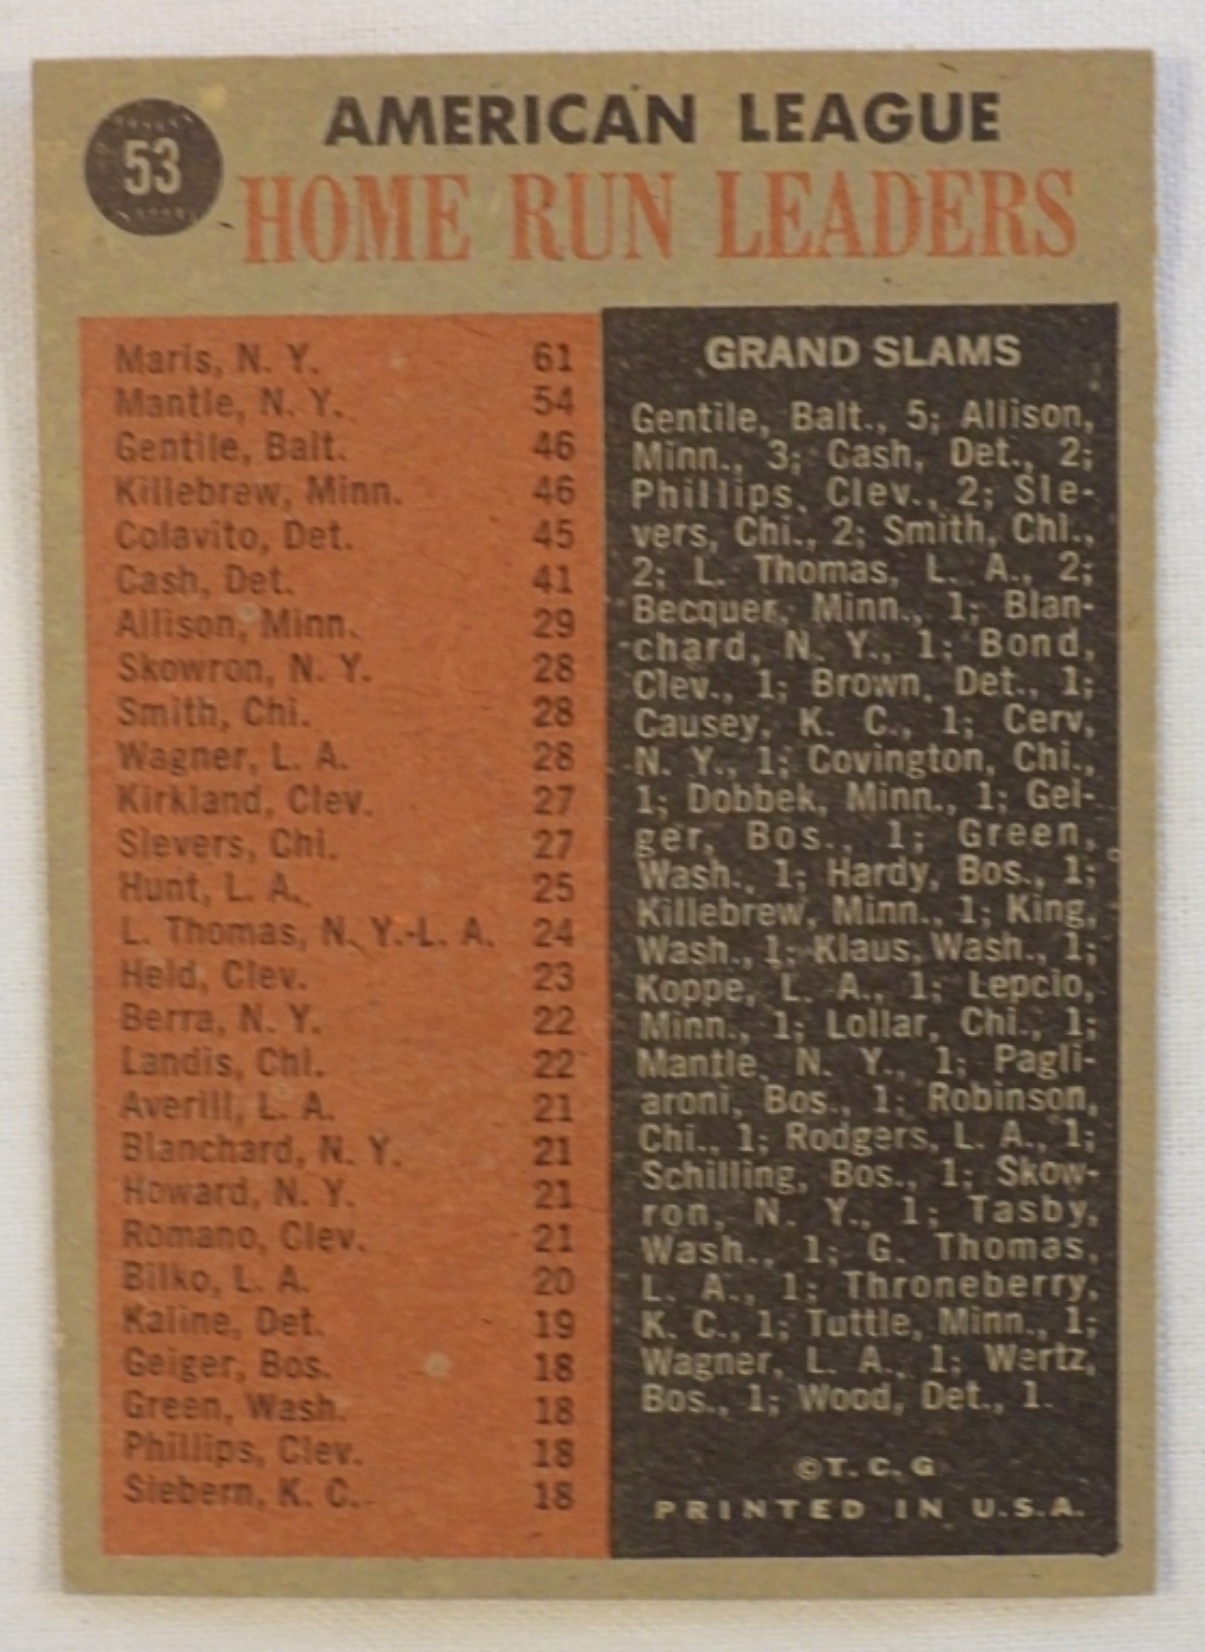 53
AMERICAN LEAGUE
HOME RUN LEADERS
Maris, N. Y. 61
Mantle, N. Y. 54
Gentile, Balt. 46
Killebrew, Minn. 46
Colavito, Det. 45
Cash, Det. 41
Allison, Minn. 29
Skowron, N. Y. 28
Smith, Chi. 28
Wagner, L. A. 28
Kirkland, Clev. 27
Sievers, Chi. 27
Hunt, L. A. 25
L. Thomas, N. Y.-L. A. 24
Held, Clev. 23
Berra, N. Y. 22
Landis, Chi. 22
Averill, L. A. 21
Blanchard, N. Y. 21
Howard, N. Y. 21
Romano, Clev. 21
Bilko, L. A. 20
Kaline, Det. 19
Geiger, Bos. 18
Green, Wash. 18
Phillips, Clev. 18
Siebern, K. C. 18
GRAND SLAMS
Gentile, Balt., 5; Allison,
Minn., 3; Cash, Det., 2;
Phillips, Clev., 2; Sie-
vers, Chi., 2; Smith, Chi.,
2; L. Thomas, L. A., 2;
Becquer, Minn., 1; Blan-
chard, N. Y., 1; Bond,
Clev., 1; Brown, Det., 1;
Causey, K. C., 1; Cerv,
N. Y., 1; Covington, Chi.,
1; Dobbek, Minn., 1; Gei-
ger, Bos., 1; Green,
Wash., 1; Hardy, Bos., 1;
Killebrew, Minn., 1; King,
Wash., 1; Klaus, Wash., 1;
Koppe, L. A., 1; Lepcio,
Minn., 1; Lollar, Chi., 1;
Mantle, N. Y., 1; Pagli-
aroni, Bos., 1; Robinson,
Chi., 1; Rodgers, L. A., 1;
Schilling, Bos., 1; Skow-
ron, N. Y., 1; Tasby,
Wash., 1; G. Thomas,
L. A., 1; Throneberry,
K. C., 1; Tuttle, Minn., 1;
Wagner, L. A., 1; Wertz,
Bos., 1; Wood, Det., 1.
©T. C. G
PRINTED IN U.S.A.